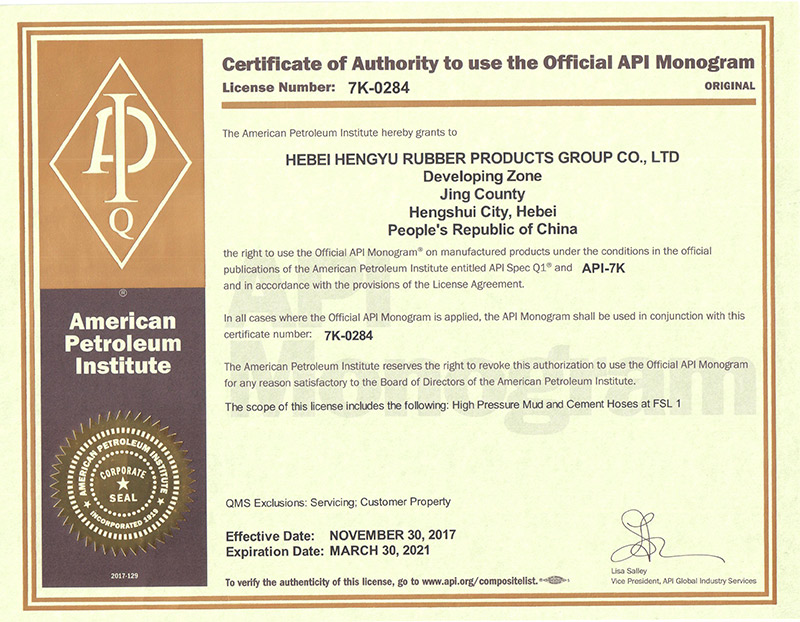 Certificate of Authority to use the Official API Monogram
License Number: 7K-0284
ORIGINAL
The American Petroleum Institute hereby grants to
HEBEI HENGYU RUBBER PRODUCTS GROUP CO., LTD
Developing Zone
Jing County
Hengshui City, Hebei
People's Republic of China
the right to use the Official API Monogram® on manufactured products under the conditions in the official
publications of the American Petroleum Institute entitled API Spec Q1® and API-7K
and in accordance with the provisions of the License Agreement.
In all cases where the Official API Monogram is applied, the API Monogram shall be used in conjunction with this
certificate number: 7K-0284
The American Petroleum Institute reserves the right to revoke this authorization to use the Official API Monogram
for any reason satisfactory to the Board of Directors of the American Petroleum Institute.
The scope of this license includes the following: High Pressure Mud and Cement Hoses at FSL 1
QMS Exclusions: Servicing; Customer Property
Effective Date: NOVEMBER 30, 2017
Expiration Date: MARCH 30, 2021
To verify the authenticity of this license, go to www.api.org/compositelist.
Lisa Salley
Vice President, API Global Industry Services
API
Q
®
American
Petroleum
Institute
AMERICAN PETROLEUM INSTITUTE
CORPORATE
SEAL
INCORPORATED 1919
2017-129
API
Monogram